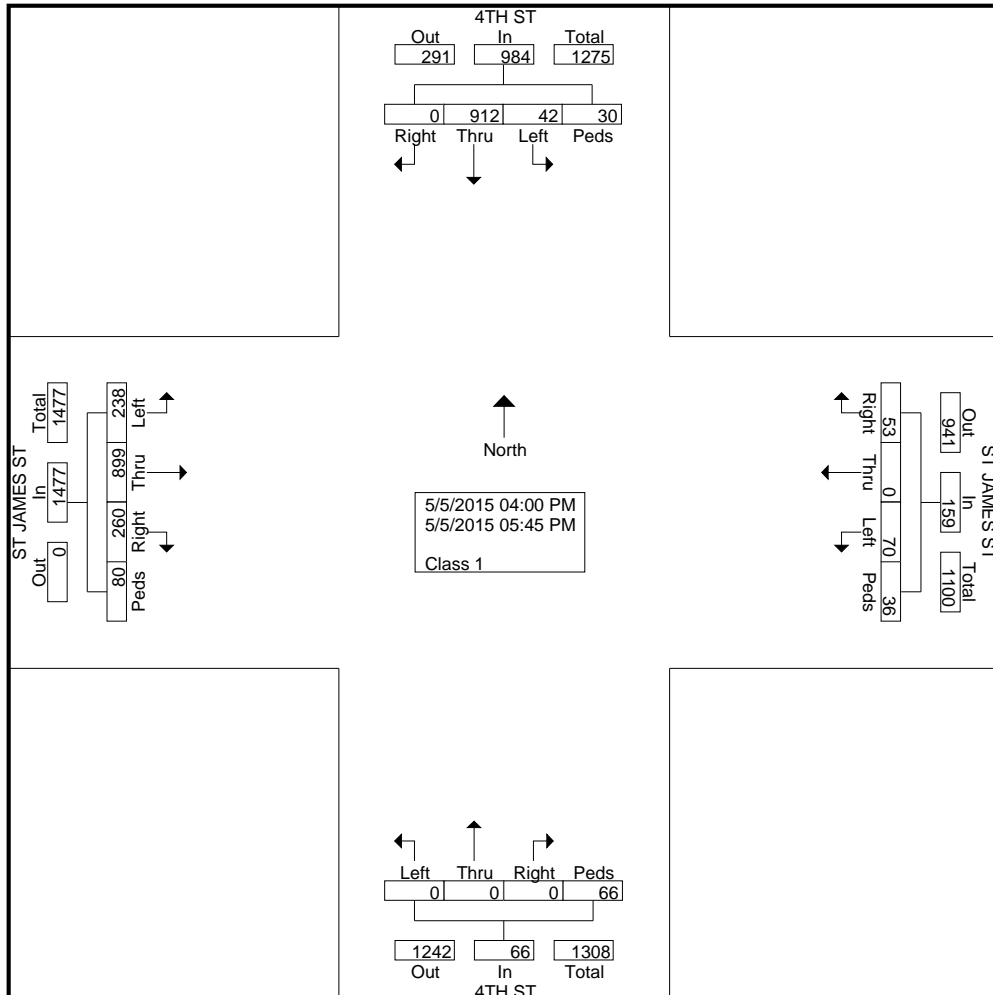 4TH ST
Out In Total
291 984 1275
0 912 42 30
Right Thru Left Peds
ST JAMES ST
Total In Out
1477 1477 0
238 899 260 80
Left Thru Right Peds
North
5/5/2015 04:00 PM
5/5/2015 05:45 PM
Class 1
Right Thru Left Peds
53 0 70 36
Out In Total
941 159 1100
ST JAMES ST
Left Thru Right Peds
0 0 0 66
1242 66 1308
Out In Total
4TH ST